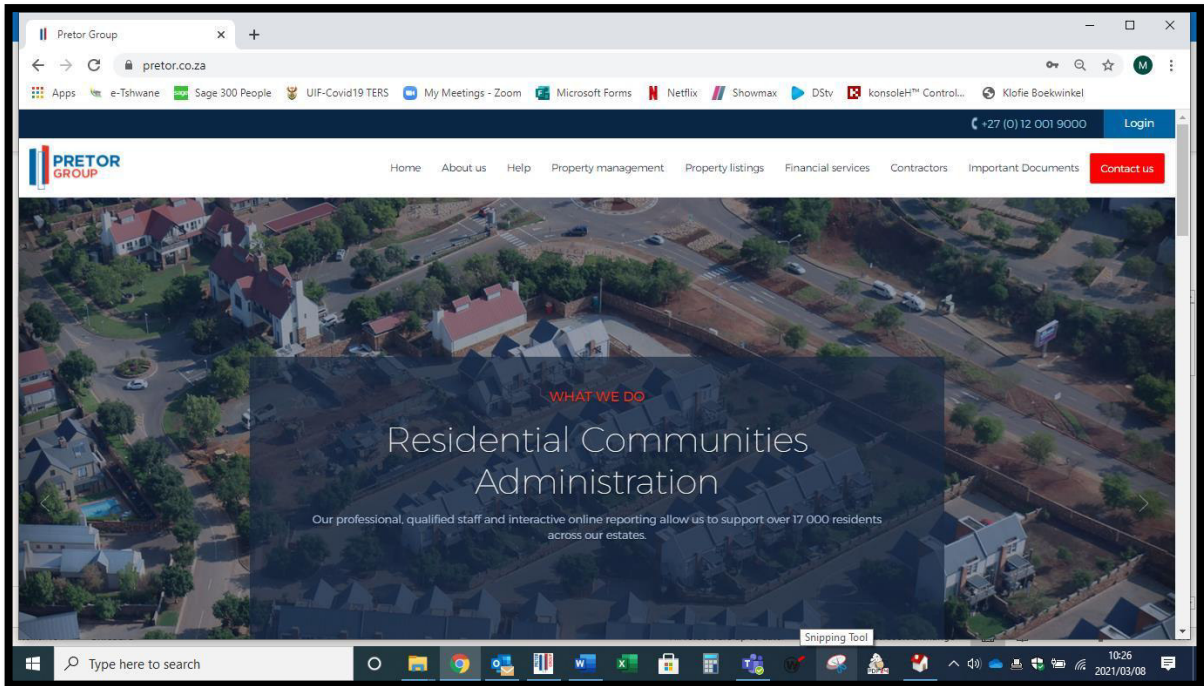 Pretor Group
pretor.co.za
M
Apps e-Tshwane Sage 300 People UIF-Covid19 TERS My Meetings - Zoom Microsoft Forms Netflix Showmax DStv konsoleH™ Control... Klofie Boekwinkel
+27 (0) 12 001 9000 Login
PRETOR
GROUP
Home About us Help Property management Property listings Financial services Contractors Important Documents Contact us
WHAT WE DO
Residential Communities
Administration
Our professional, qualified staff and interactive online reporting allow us to support over 17 000 residents
across our estates.
Snipping Tool
Type here to search
10:26
2021/03/08